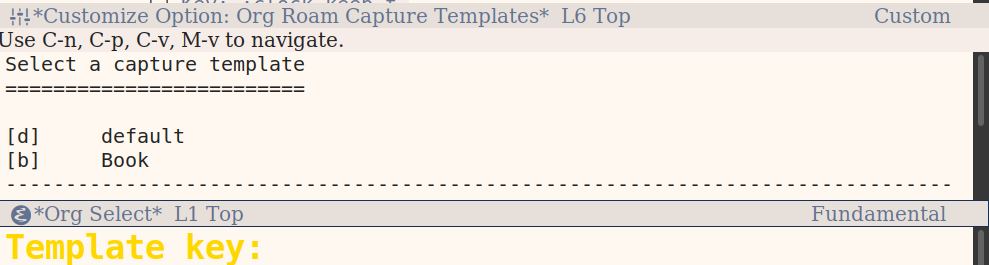 *Customize Option: Org Roam Capture Templates* L6 Top Custom
Use C-n, C-p, C-v, M-v to navigate.
Select a capture template
=========================
[d] default
[b] Book
-------------------------------------------------------------------------------
*Org Select* L1 Top Fundamental
Template key: